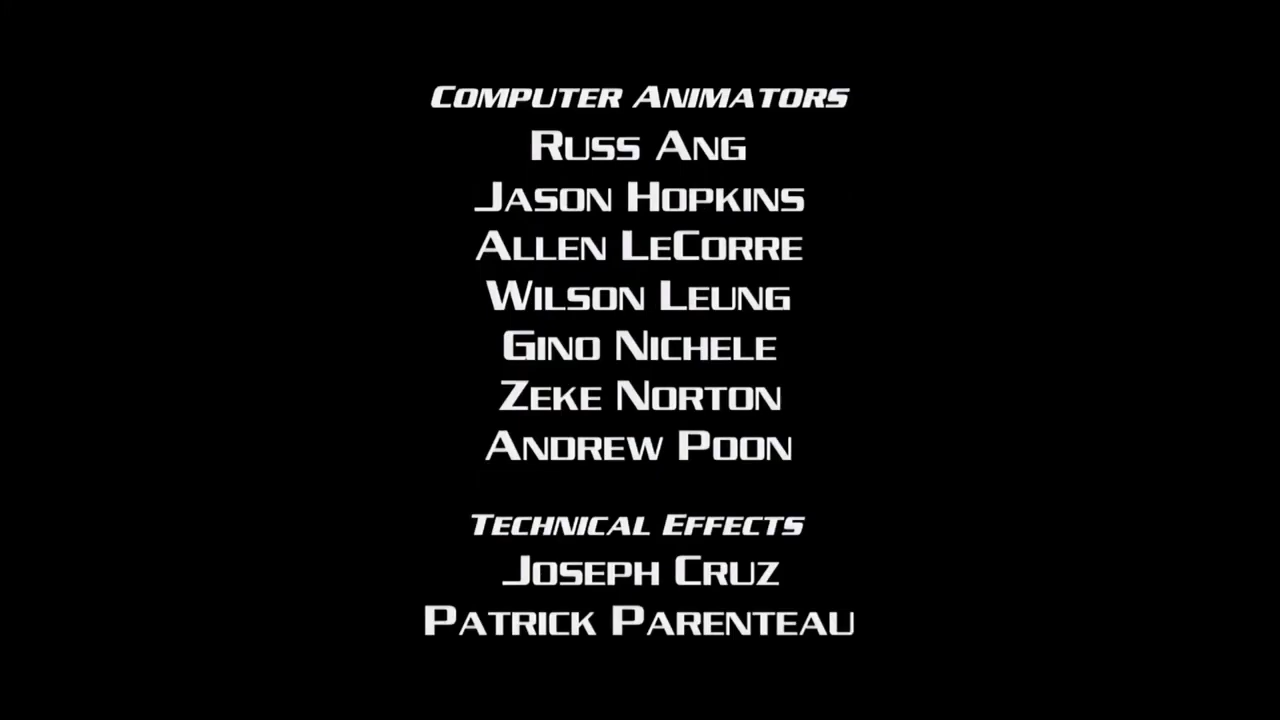 Computer Animators
Russ Ang
Jason Hopkins
Allen LeCorre
Wilson Leung
Gino Nichele
Zeke Norton
Andrew Poon
Technical Effects
Joseph Cruz
Patrick Parenteau